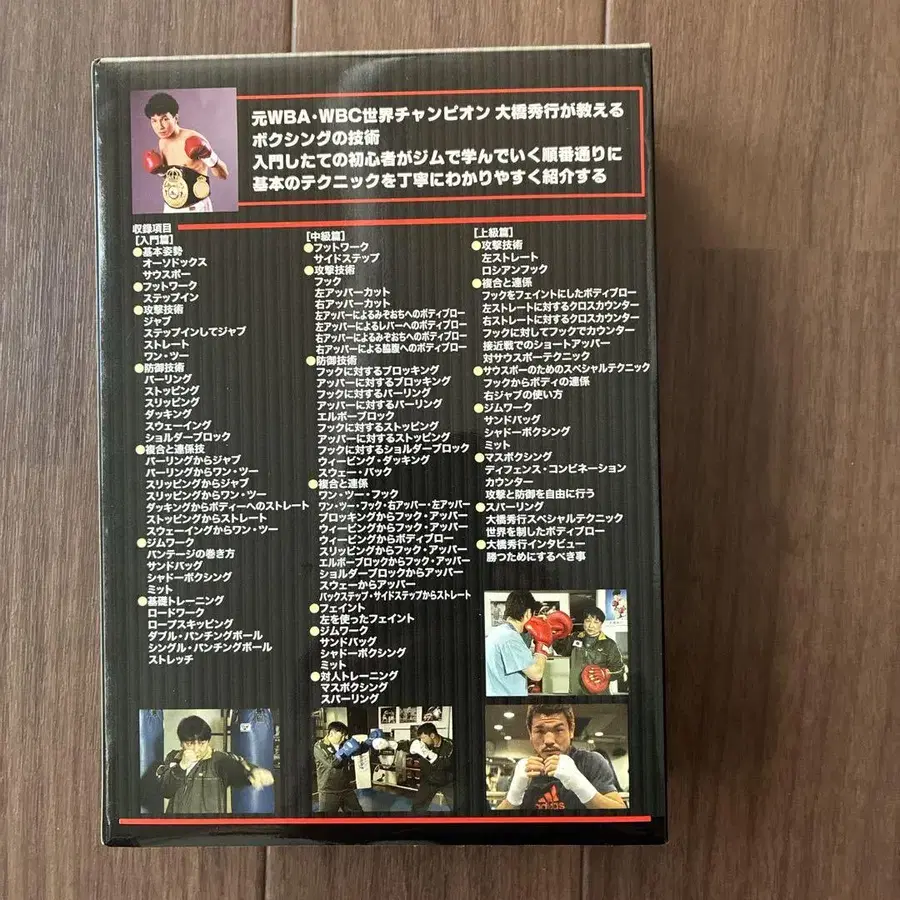 元WBA・WBC世界チャンピオン 大橋秀行が教える
ボクシングの技術
入門したての初心者がジムで学んでいく順番通りに
基本のテクニックを丁寧にわかりやすく紹介する
収録項目
[入門篇]
●基本姿勢
オーソドックス
サウスポー
●フットワーク
ステップイン
●攻撃技術
ジャブ
ステップインしてジャブ
ストレート
ワン・ツー
●防御技術
パーリング
ストッピング
スリッピング
ダッキング
スウェーイング
ショルダーブロック
●複合と連係技
パーリングからジャブ
パーリングからワン・ツー
スリッピングからジャブ
スリッピングからワン・ツー
ダッキングからボディーへのストレート
ストッピングからストレート
スウェーイングからワン・ツー
●ジムワーク
バンテージの巻き方
サンドバッグ
シャドーボクシング
ミット
●基礎トレーニング
ロードワーク
ロープスキッピング
ダブル・パンチングボール
シングル・パンチングボール
ストレッチ
[中級篇]
●フットワーク
サイドステップ
●攻撃技術
フック
左アッパーカット
右アッパーカット
左アッパーによるみぞおちへのボディブロー
左アッパーによるレバーへのボディブロー
右アッパーによるみぞおちへのボディブロー
右アッパーによる脇腹へのボディブロー
●防御技術
フックに対するブロッキング
アッパーに対するブロッキング
フックに対するパーリング
アッパーに対するパーリング
エルボーブロック
フックに対するストッピング
アッパーに対するストッピング
フックに対するショルダーブロック
ウィービング・ダッキング
スウェー・バック
●複合と連係
ワン・ツー・フック
ワン・ツー・フック・右アッパー・左アッパー
ブロッキングからフック・アッパー
ウィービングからフック・アッパー
ウィービングからボディブロー
スリッピングからフック・アッパー
エルボーブロックからフック・アッパー
ショルダーブロックからアッパー
スウェーからアッパー
バックステップ・サイドステップからストレート
●フェイント
左を使ったフェイント
●ジムワーク
サンドバッグ
シャドーボクシング
ミット
●対人トレーニング
マスボクシング
スパーリング
[上級篇]
●攻撃技術
左ストレート
ロシアンフック
●複合と連係
フックをフェイントにしたボディブロー
左ストレートに対するクロスカウンター
右ストレートに対するクロスカウンター
フックに対してフックでカウンター
接近戦でのショートアッパー
対サウスポーテクニック
●サウスポーのためのスペシャルテクニック
フックからボディの連係
右ジャブの使い方
●ジムワーク
サンドバッグ
シャドーボクシング
ミット
●マスボクシング
ディフェンス・コンビネーション
カウンター
攻撃と防御を自由に行う
●スパーリング
大橋秀行スペシャルテクニック
世界を制したボディブロー
●大橋秀行インタビュー
勝つためにするべき事
adidas